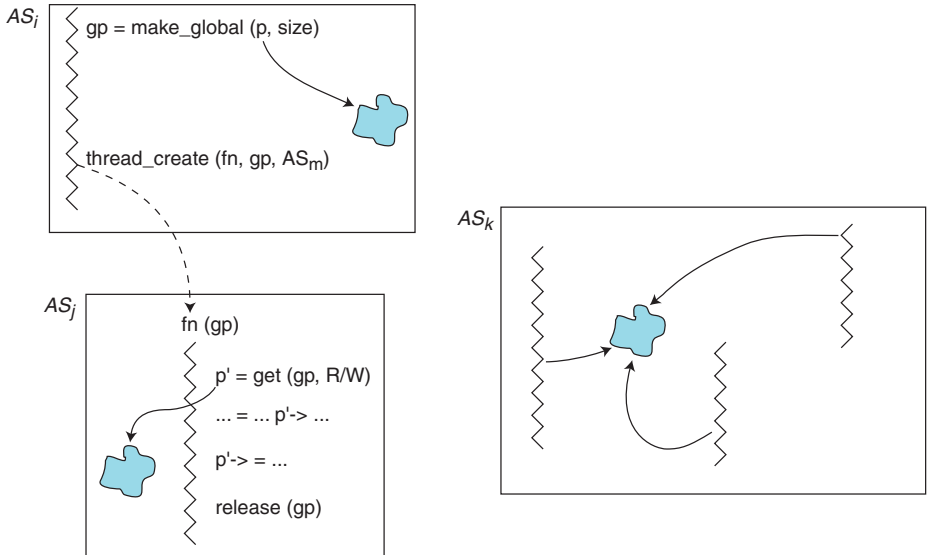 ASi
gp = make_global (p, size)
thread_create (fn, gp, ASm)
ASj
fn (gp)
p' = get (gp, R/W)
... = ... p'-> ...
p'-> = ...
release (gp)
ASk